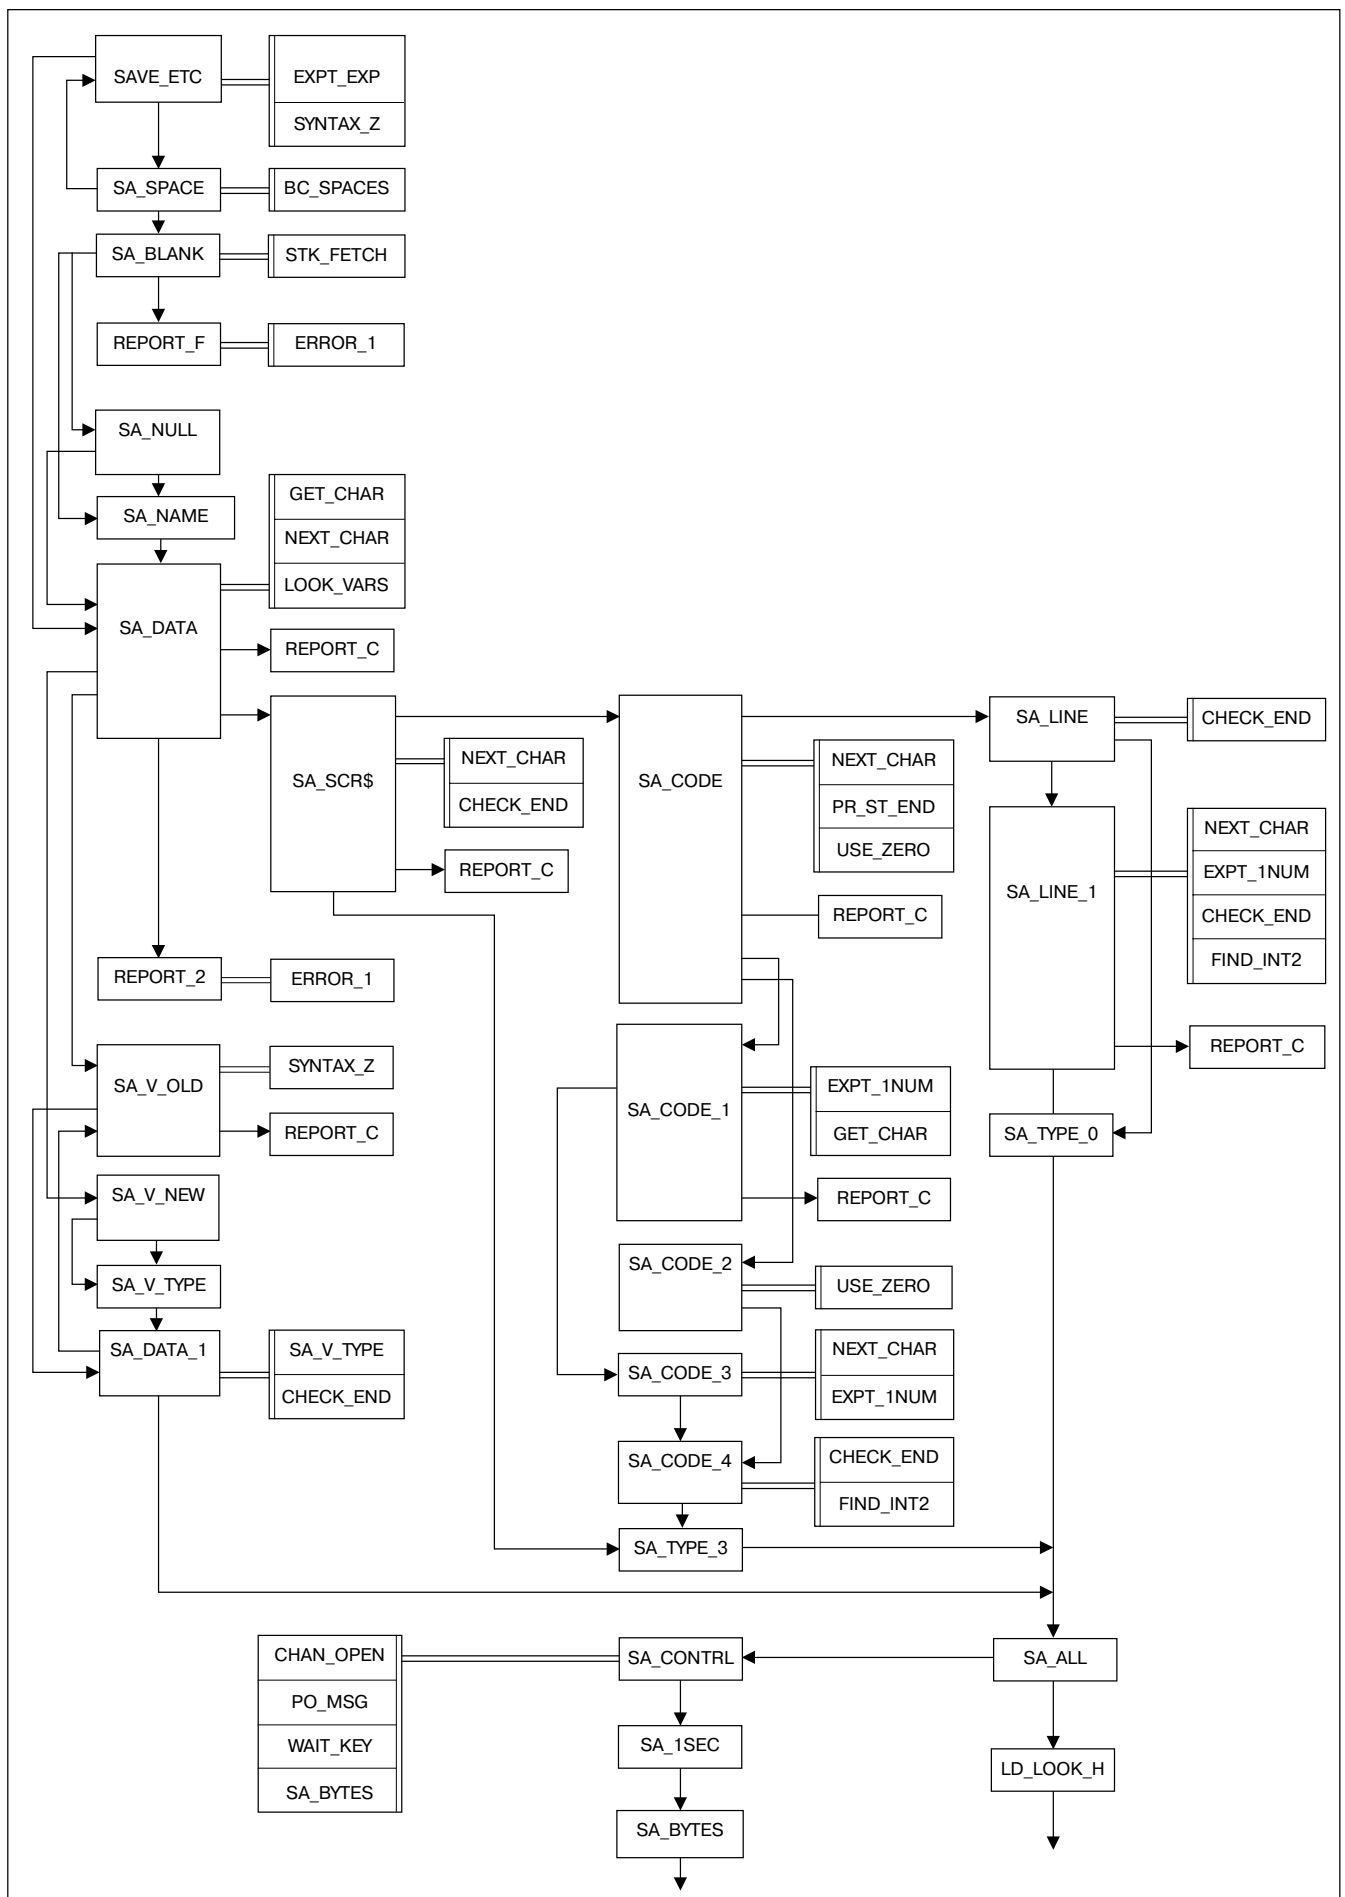 SAVE_ETC
EXPT_EXP
SYNTAX_Z
SA_SPACE
BC_SPACES
SA_BLANK
STK_FETCH
REPORT_F
ERROR_1
SA_NULL
SA_NAME
GET_CHAR
NEXT_CHAR
LOOK_VARS
SA_DATA
REPORT_C
SA_SCR$
NEXT_CHAR
CHECK_END
REPORT_C
SA_CODE
NEXT_CHAR
PR_ST_END
USE_ZERO
REPORT_C
SA_LINE
CHECK_END
SA_LINE_1
NEXT_CHAR
EXPT_1NUM
CHECK_END
FIND_INT2
REPORT_C
REPORT_2
ERROR_1
SA_V_OLD
SYNTAX_Z
REPORT_C
SA_CODE_1
EXPT_1NUM
GET_CHAR
REPORT_C
SA_TYPE_0
SA_V_NEW
SA_V_TYPE
SA_CODE_2
USE_ZERO
SA_DATA_1
SA_V_TYPE
CHECK_END
SA_CODE_3
NEXT_CHAR
EXPT_1NUM
SA_CODE_4
CHECK_END
FIND_INT2
SA_TYPE_3
CHAN_OPEN
PO_MSG
WAIT_KEY
SA_BYTES
SA_CONTRL
SA_ALL
SA_1SEC
LD_LOOK_H
SA_BYTES